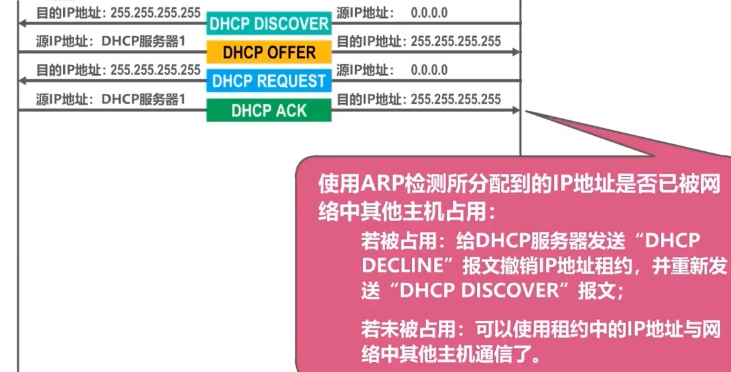 目的IP地址: 255.255.255.255 DHCP DISCOVER 源IP地址: 0.0.0.0
源IP地址: DHCP服务器1 DHCP OFFER 目的IP地址: 255.255.255.255
目的IP地址: 255.255.255.255 DHCP REQUEST 源IP地址: 0.0.0.0
源IP地址: DHCP服务器1 DHCP ACK 目的IP地址: 255.255.255.255
使用ARP检测所分配到的IP地址是否已被网
络中其他主机占用:
若被占用: 给DHCP服务器发送“DHCP
DECLINE”报文撤销IP地址租约，并重新发
送“DHCP DISCOVER”报文;
若未被占用: 可以使用租约中的IP地址与网
络中其他主机通信了。